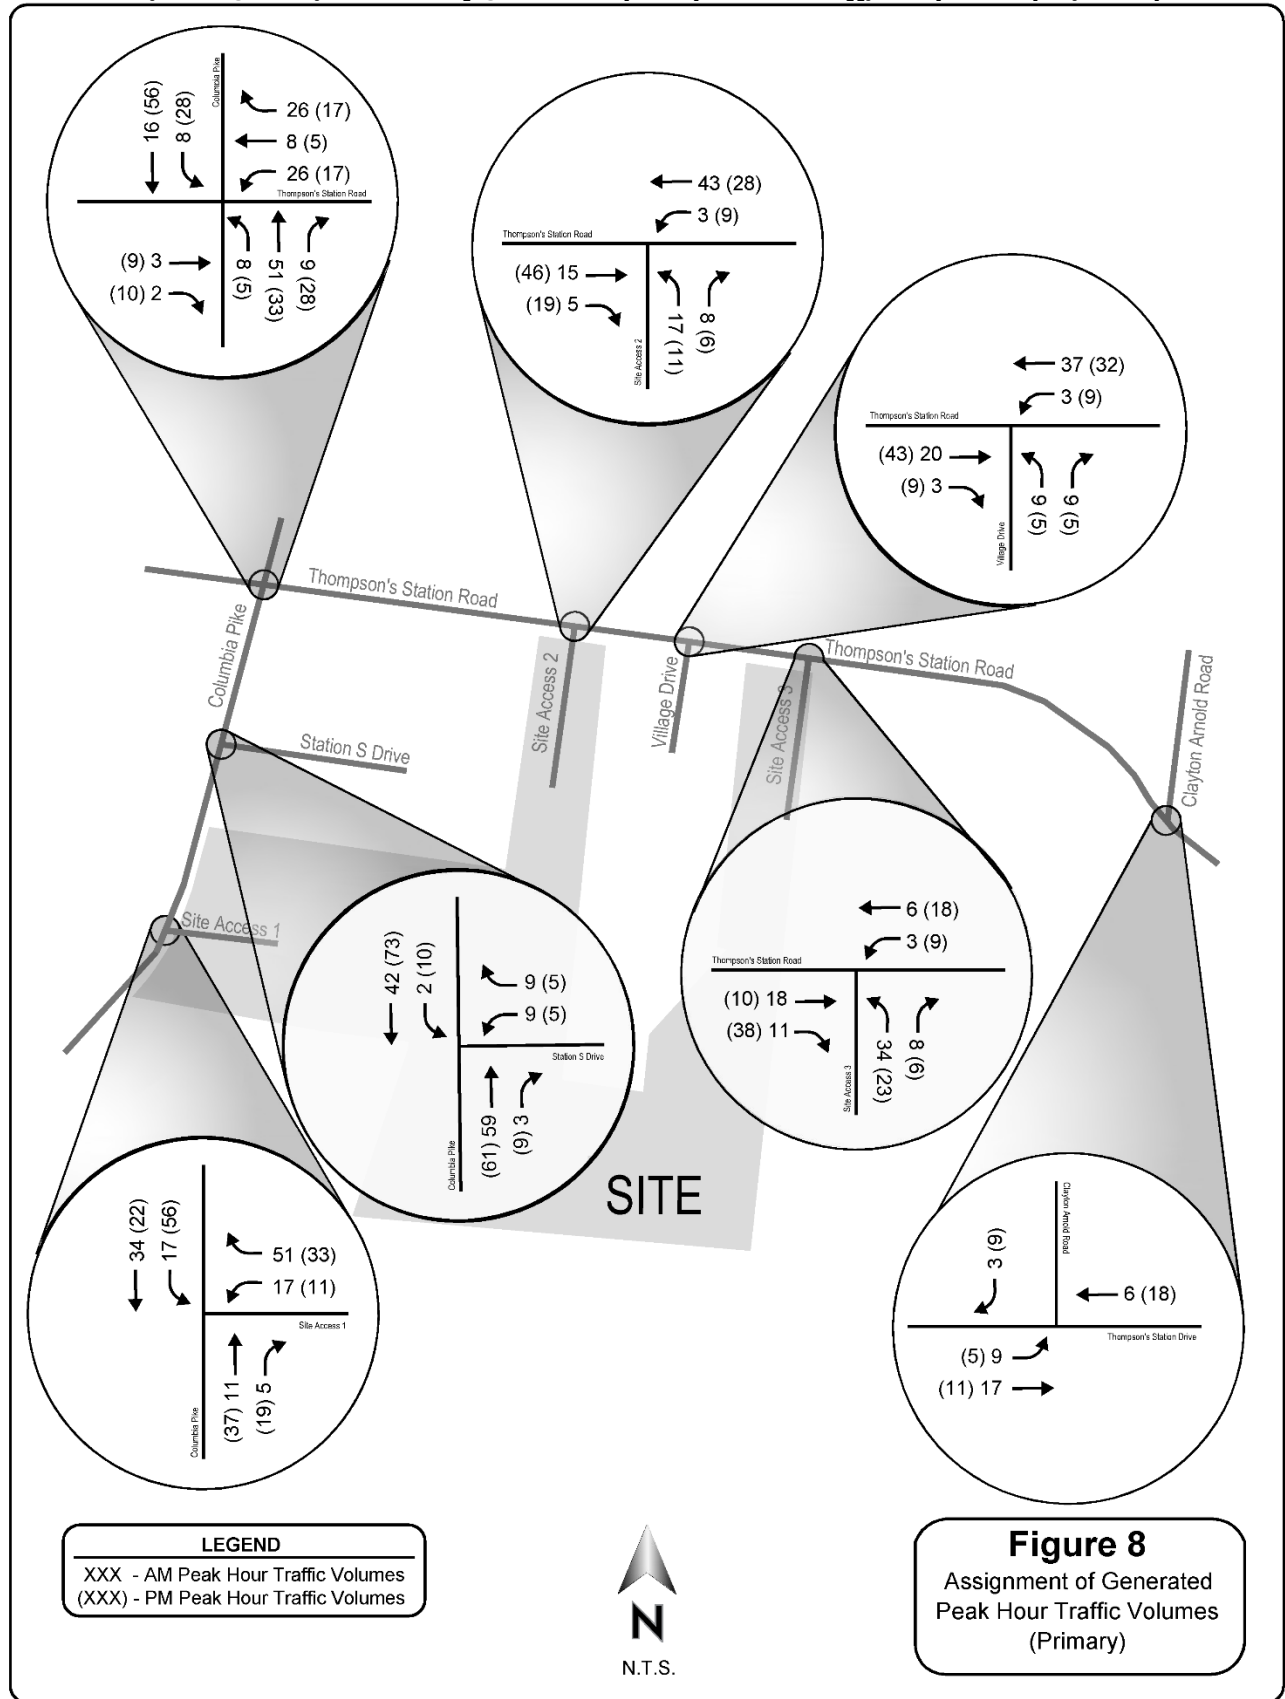 Columbia Pike
16 (56)
8 (28)
26 (17)
8 (5)
26 (17)
Thompson's Station Road
(9) 3
(10) 2
8 (5)
51 (33)
9 (28)
43 (28)
3 (9)
Thompson's Station Road
(46) 15
(19) 5
Site Access 2
17 (11)
8 (6)
37 (32)
3 (9)
Thompson's Station Road
(43) 20
(9) 3
Village Drive
9 (5)
9 (5)
Thompson's Station Road
Columbia Pike
Site Access 2
Village Drive
Thompson's Station Road
Site Access 3
Clayton Arnold Road
Station S Drive
Site Access 1
42 (73)
2 (10)
9 (5)
9 (5)
Station S Drive
Columbia Pike
(61) 59
(9) 3
6 (18)
3 (9)
Thompson's Station Road
(10) 18
(38) 11
Site Access 3
34 (23)
8 (6)
SITE
34 (22)
17 (56)
51 (33)
17 (11)
Site Access 1
Columbia Pike
(37) 11
(19) 5
Clayton Arnold Road
3 (9)
6 (18)
Thompson's Station Drive
(5) 9
(11) 17
LEGEND
XXX - AM Peak Hour Traffic Volumes
(XXX) - PM Peak Hour Traffic Volumes
N
N.T.S.
Figure 8
Assignment of Generated
Peak Hour Traffic Volumes
(Primary)